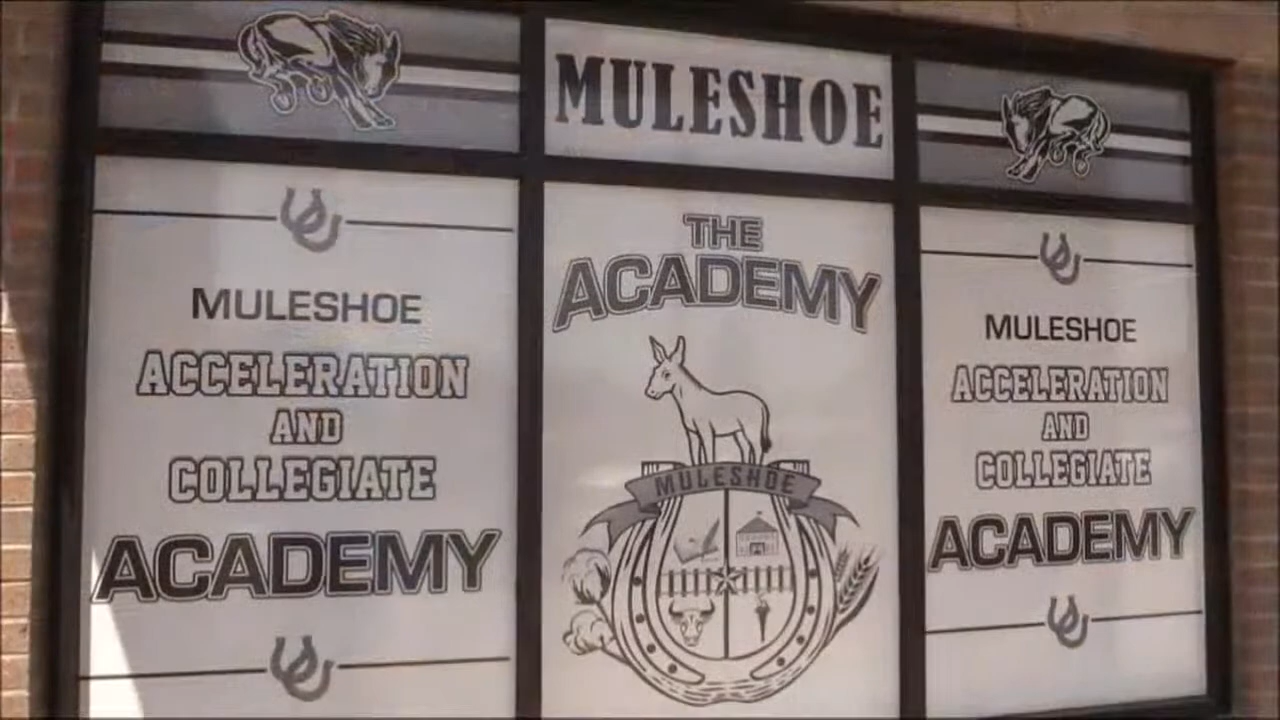 MULESHOE
MULESHOE
ACCELERATION
AND
COLLEGIATE
ACADEMY
THE
ACADEMY
MULESHOE
MULESHOE
ACCELERATION
AND
COLLEGIATE
ACADEMY